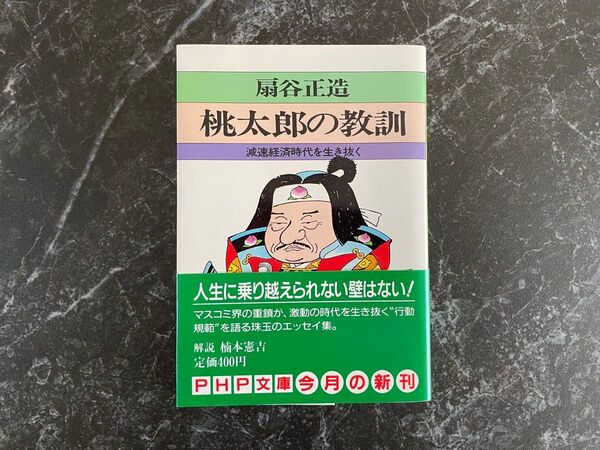 扇谷正造
桃太郎の教訓
減速経済時代を生き抜く
人生に乗り越えられない壁はない!
マスコミ界の重鎮が、激動の時代を生き抜く“行動
規範”を語る珠玉のエッセイ集。
解説 楠本憲吉
定価400円
PHP文庫今月の新刊